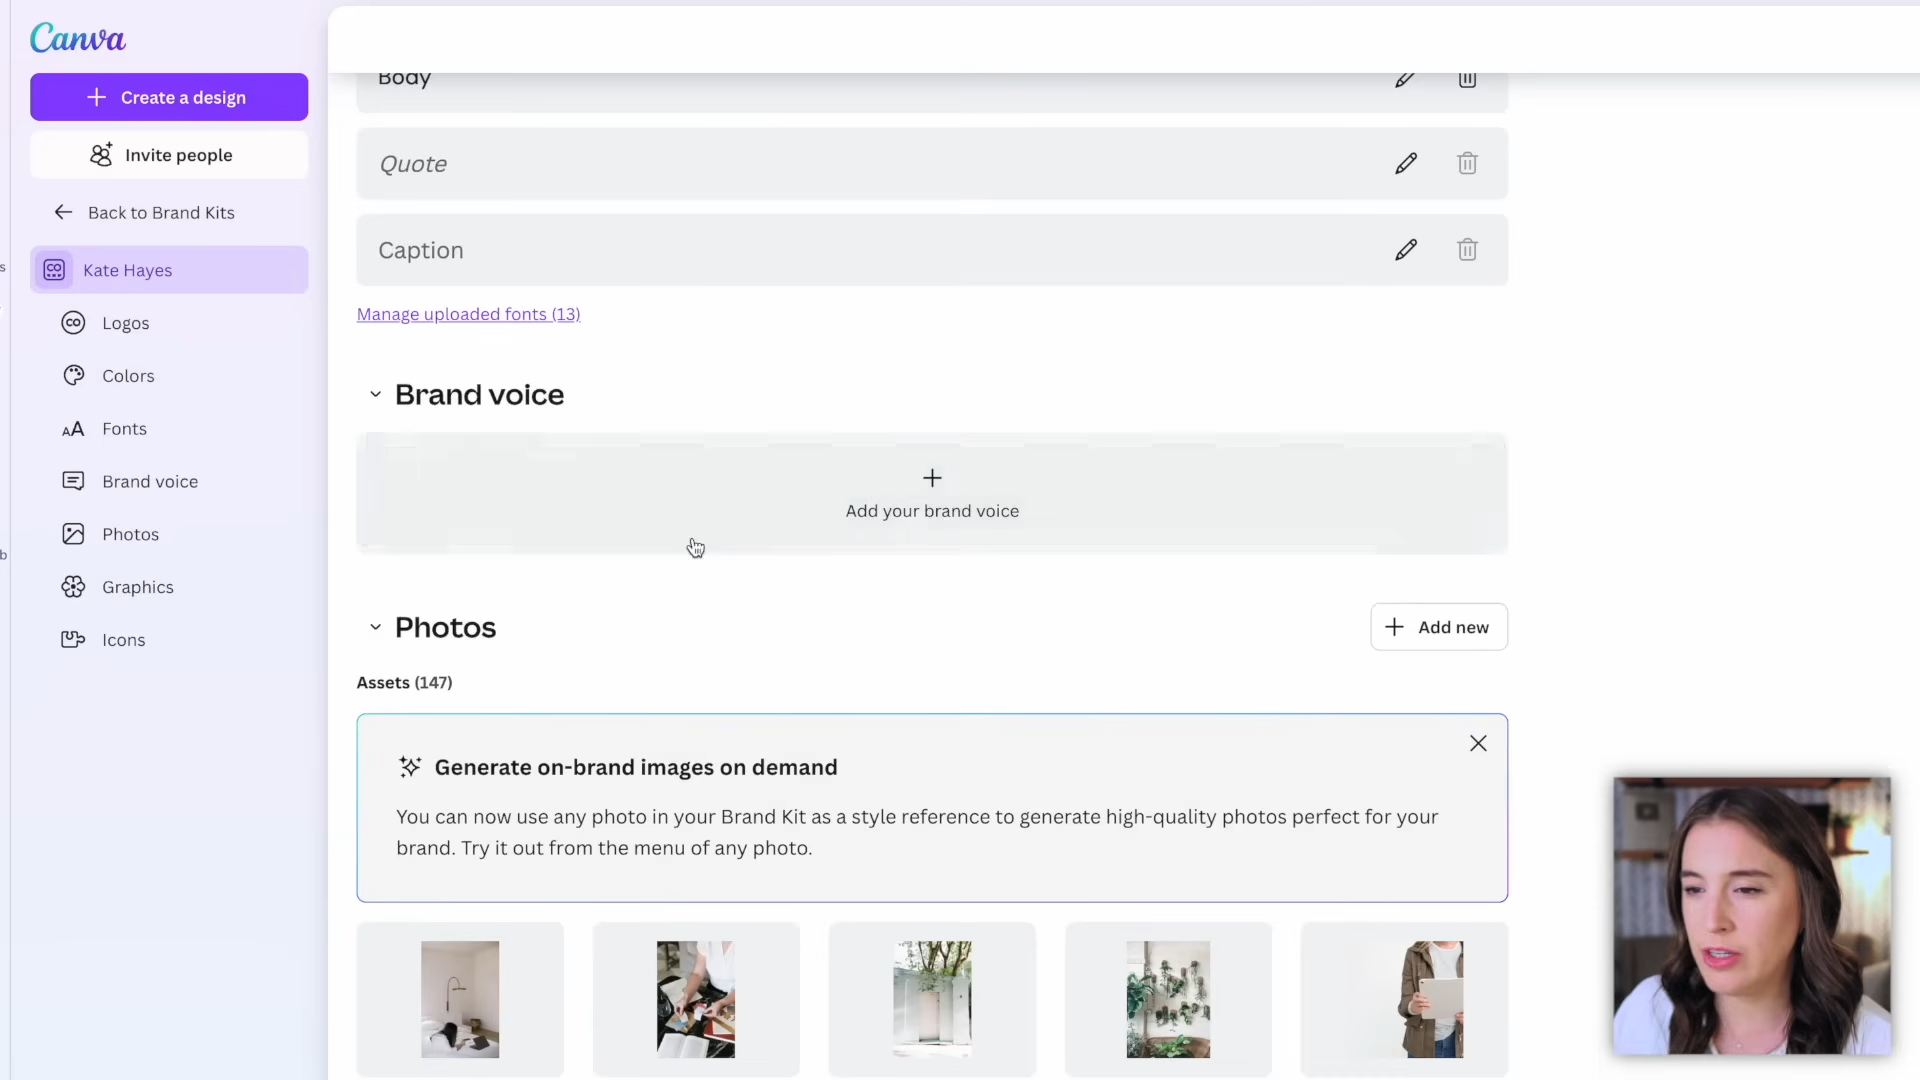 Canva
Create a design
Invite people
Back to Brand Kits
Kate Hayes
Logos
Colors
Fonts
Brand voice
Photos
Graphics
Icons
Body
Quote
Caption
Manage uploaded fonts (13)
Brand voice
Add your brand voice
Photos
Add new
Assets (147)
Generate on-brand images on demand
You can now use any photo in your Brand Kit as a style reference to generate high-quality photos perfect for your
brand. Try it out from the menu of any photo.